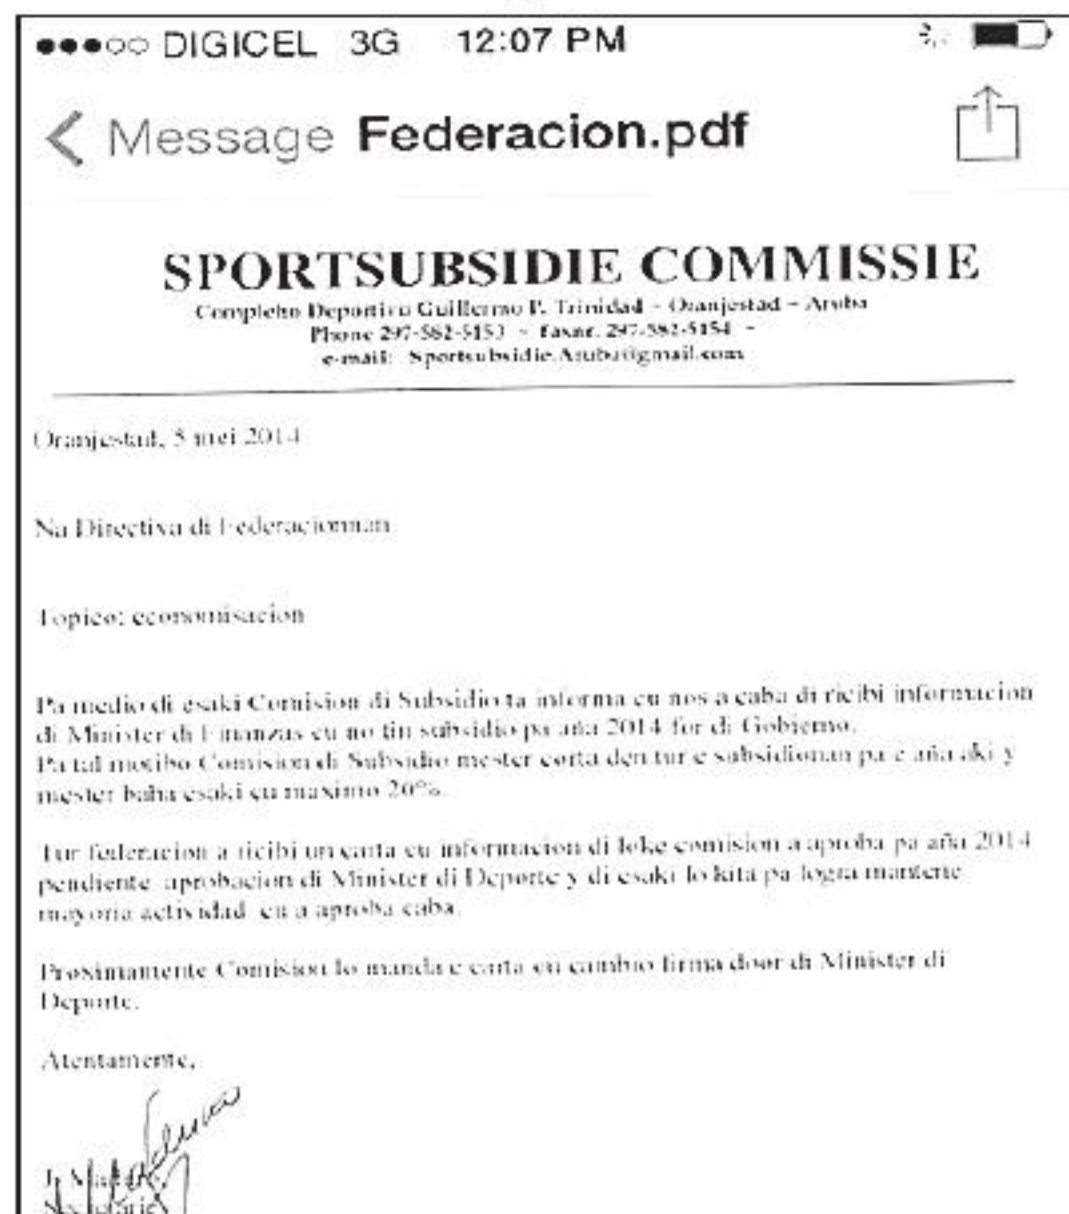 DIGICEL 3G 12:07 PM
Message Federacion.pdf
SPORTSUBSIDIE COMMISSIE
Compleho Deportivo Guillermo P. Trinidad - Oranjestad - Aruba
Phone 297-582-5153 - faxnr. 297-582-5154 -
e-mail: Sportsubsidie.Aruba@gmail.com
Oranjestad, 5 mei 2014
Na Directiva di Federacionnan
Topico: economisacion
Pa medio di esaki Comision di Subsidio ta informa cu nos a caba di ricibi informacion
di Minister di Finanzas cu no tin subsidio pa aña 2014 for di Gobierno.
Pa tal motibo Comision di Subsidio mester corta den tur e subsidionan pa e aña aki y
mester baha esaki cu maximo 20%.
Tur federacion a ricibi un carta cu informacion di loke comision a aproba pa aña 2014
pendiente aprobacion di Minister di Deporte y di esaki lo kita pa logra mantene
mayoria actividad cu a aproba caba.
Proximamente Comision lo manda e carta cu cambio firma door di Minister di
Deporte.
Atentamente,
J.